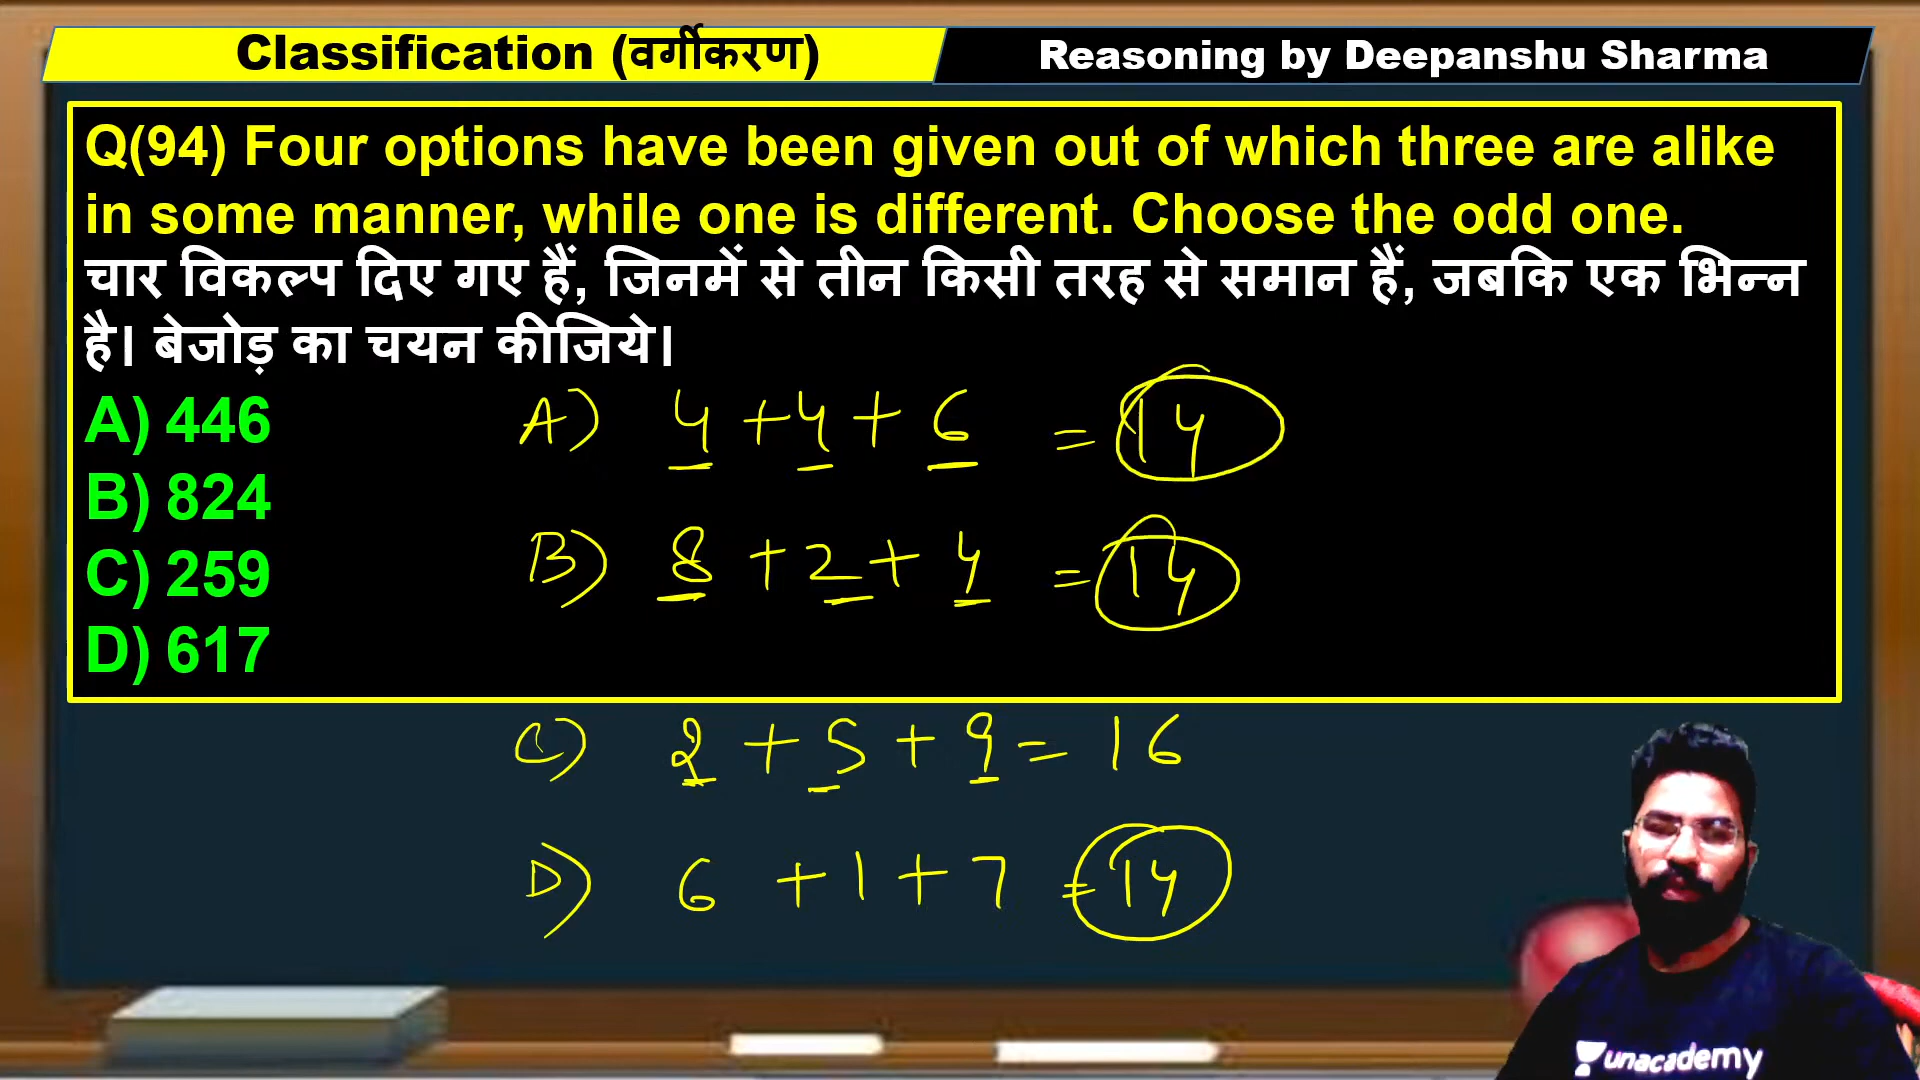 Classification (वर्गीकरण)
Reasoning by Deepanshu Sharma
Q(94) Four options have been given out of which three are alike
in some manner, while one is different. Choose the odd one.
चार विकल्प दिए गए हैं, जिनमें से तीन किसी तरह से समान हैं, जबकि एक भिन्न
है। बेजोड़ का चयन कीजिये।
A) 446
B) 824
C) 259
D) 617
A) 4 + 4 + 6 = 14
B) 8 + 2 + 4 = 14
C) 2 + 5 + 9 = 16
D) 6 + 1 + 7 = 14
unacademy